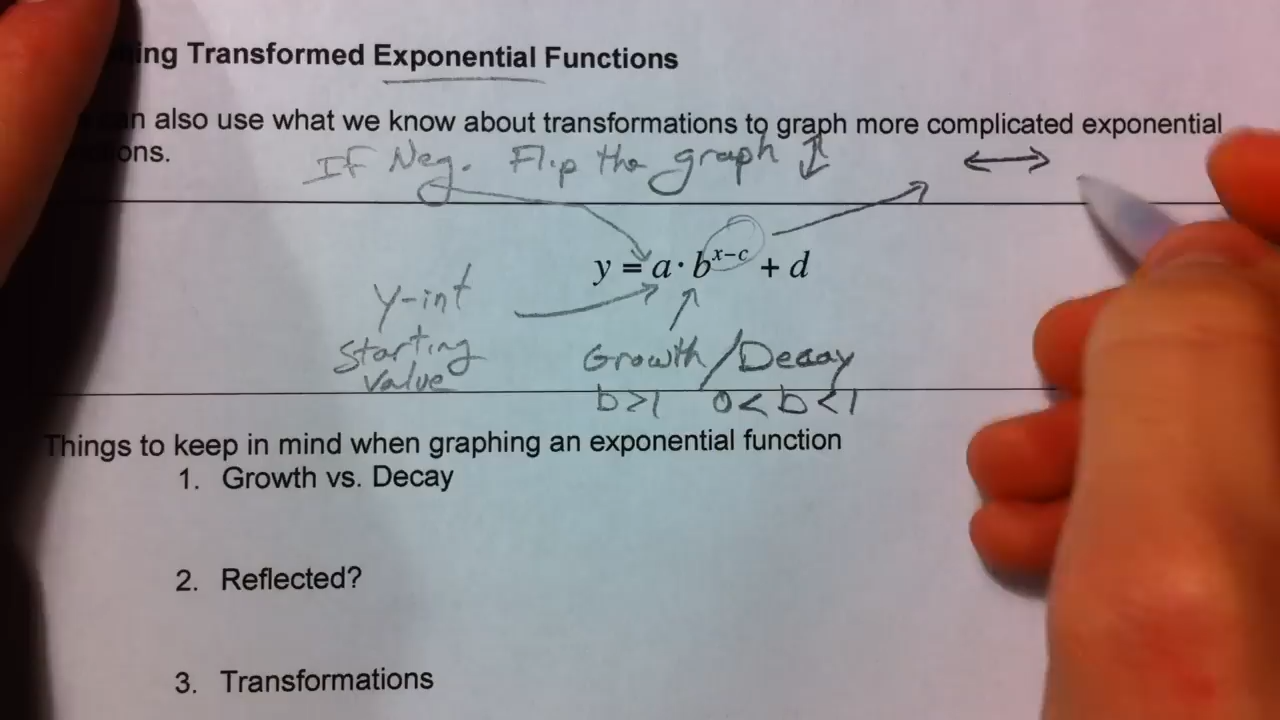 ing Transformed Exponential Functions
an also use what we know about transformations to graph more complicated exponential
ons.
If Neg. Flip the graph ↕ ↔
y = a · b^{x−c} + d
Y-int
Starting
Value
Growth/Decay
b>1 0<b<1
Things to keep in mind when graphing an exponential function
1. Growth vs. Decay
2. Reflected?
3. Transformations